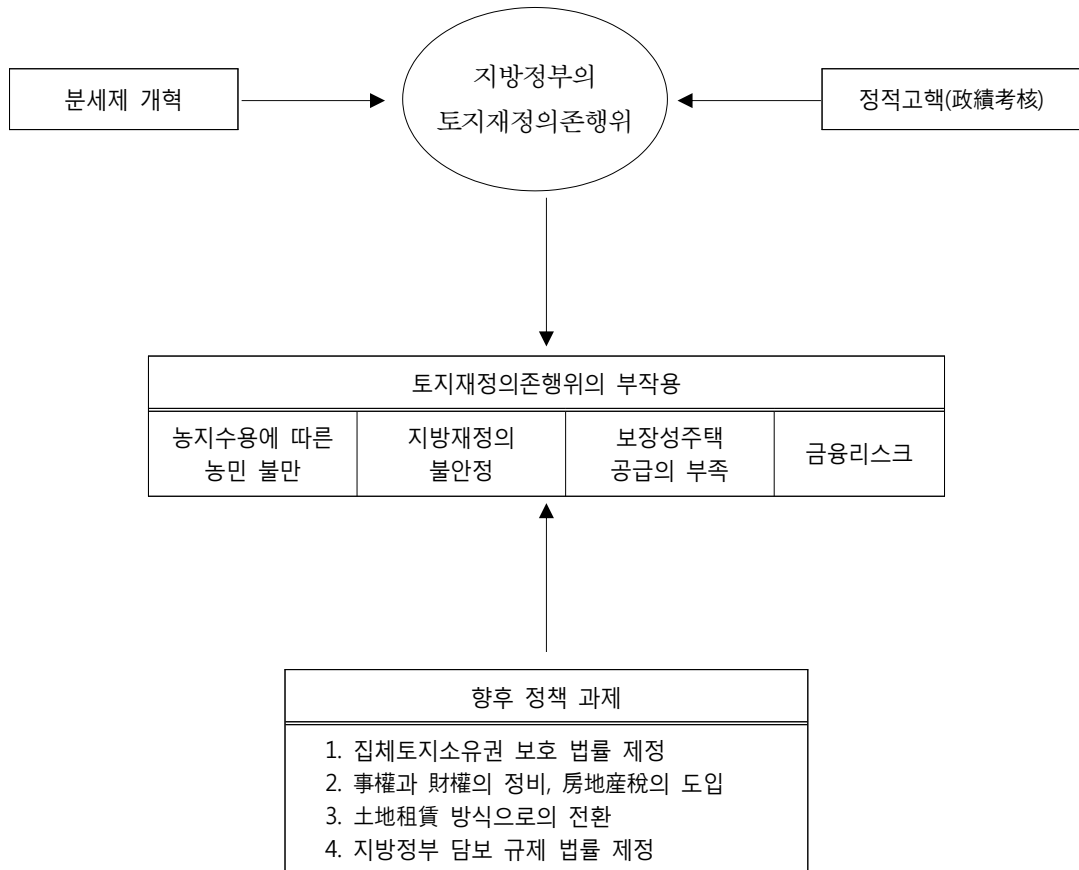 지방정부의
토지재정의존행위
분세제 개혁
정적고핵(政績考核)
토지재정의존행위의 부작용
농지수용에 따른
농민 불만
지방재정의
불안정
보장성주택
공급의 부족
금융리스크
향후 정책 과제
1. 집체토지소유권 보호 법률 제정
2. 事權과 財權의 정비, 房地産稅의 도입
3. 土地租賃 방식으로의 전환
4. 지방정부 담보 규제 법률 제정